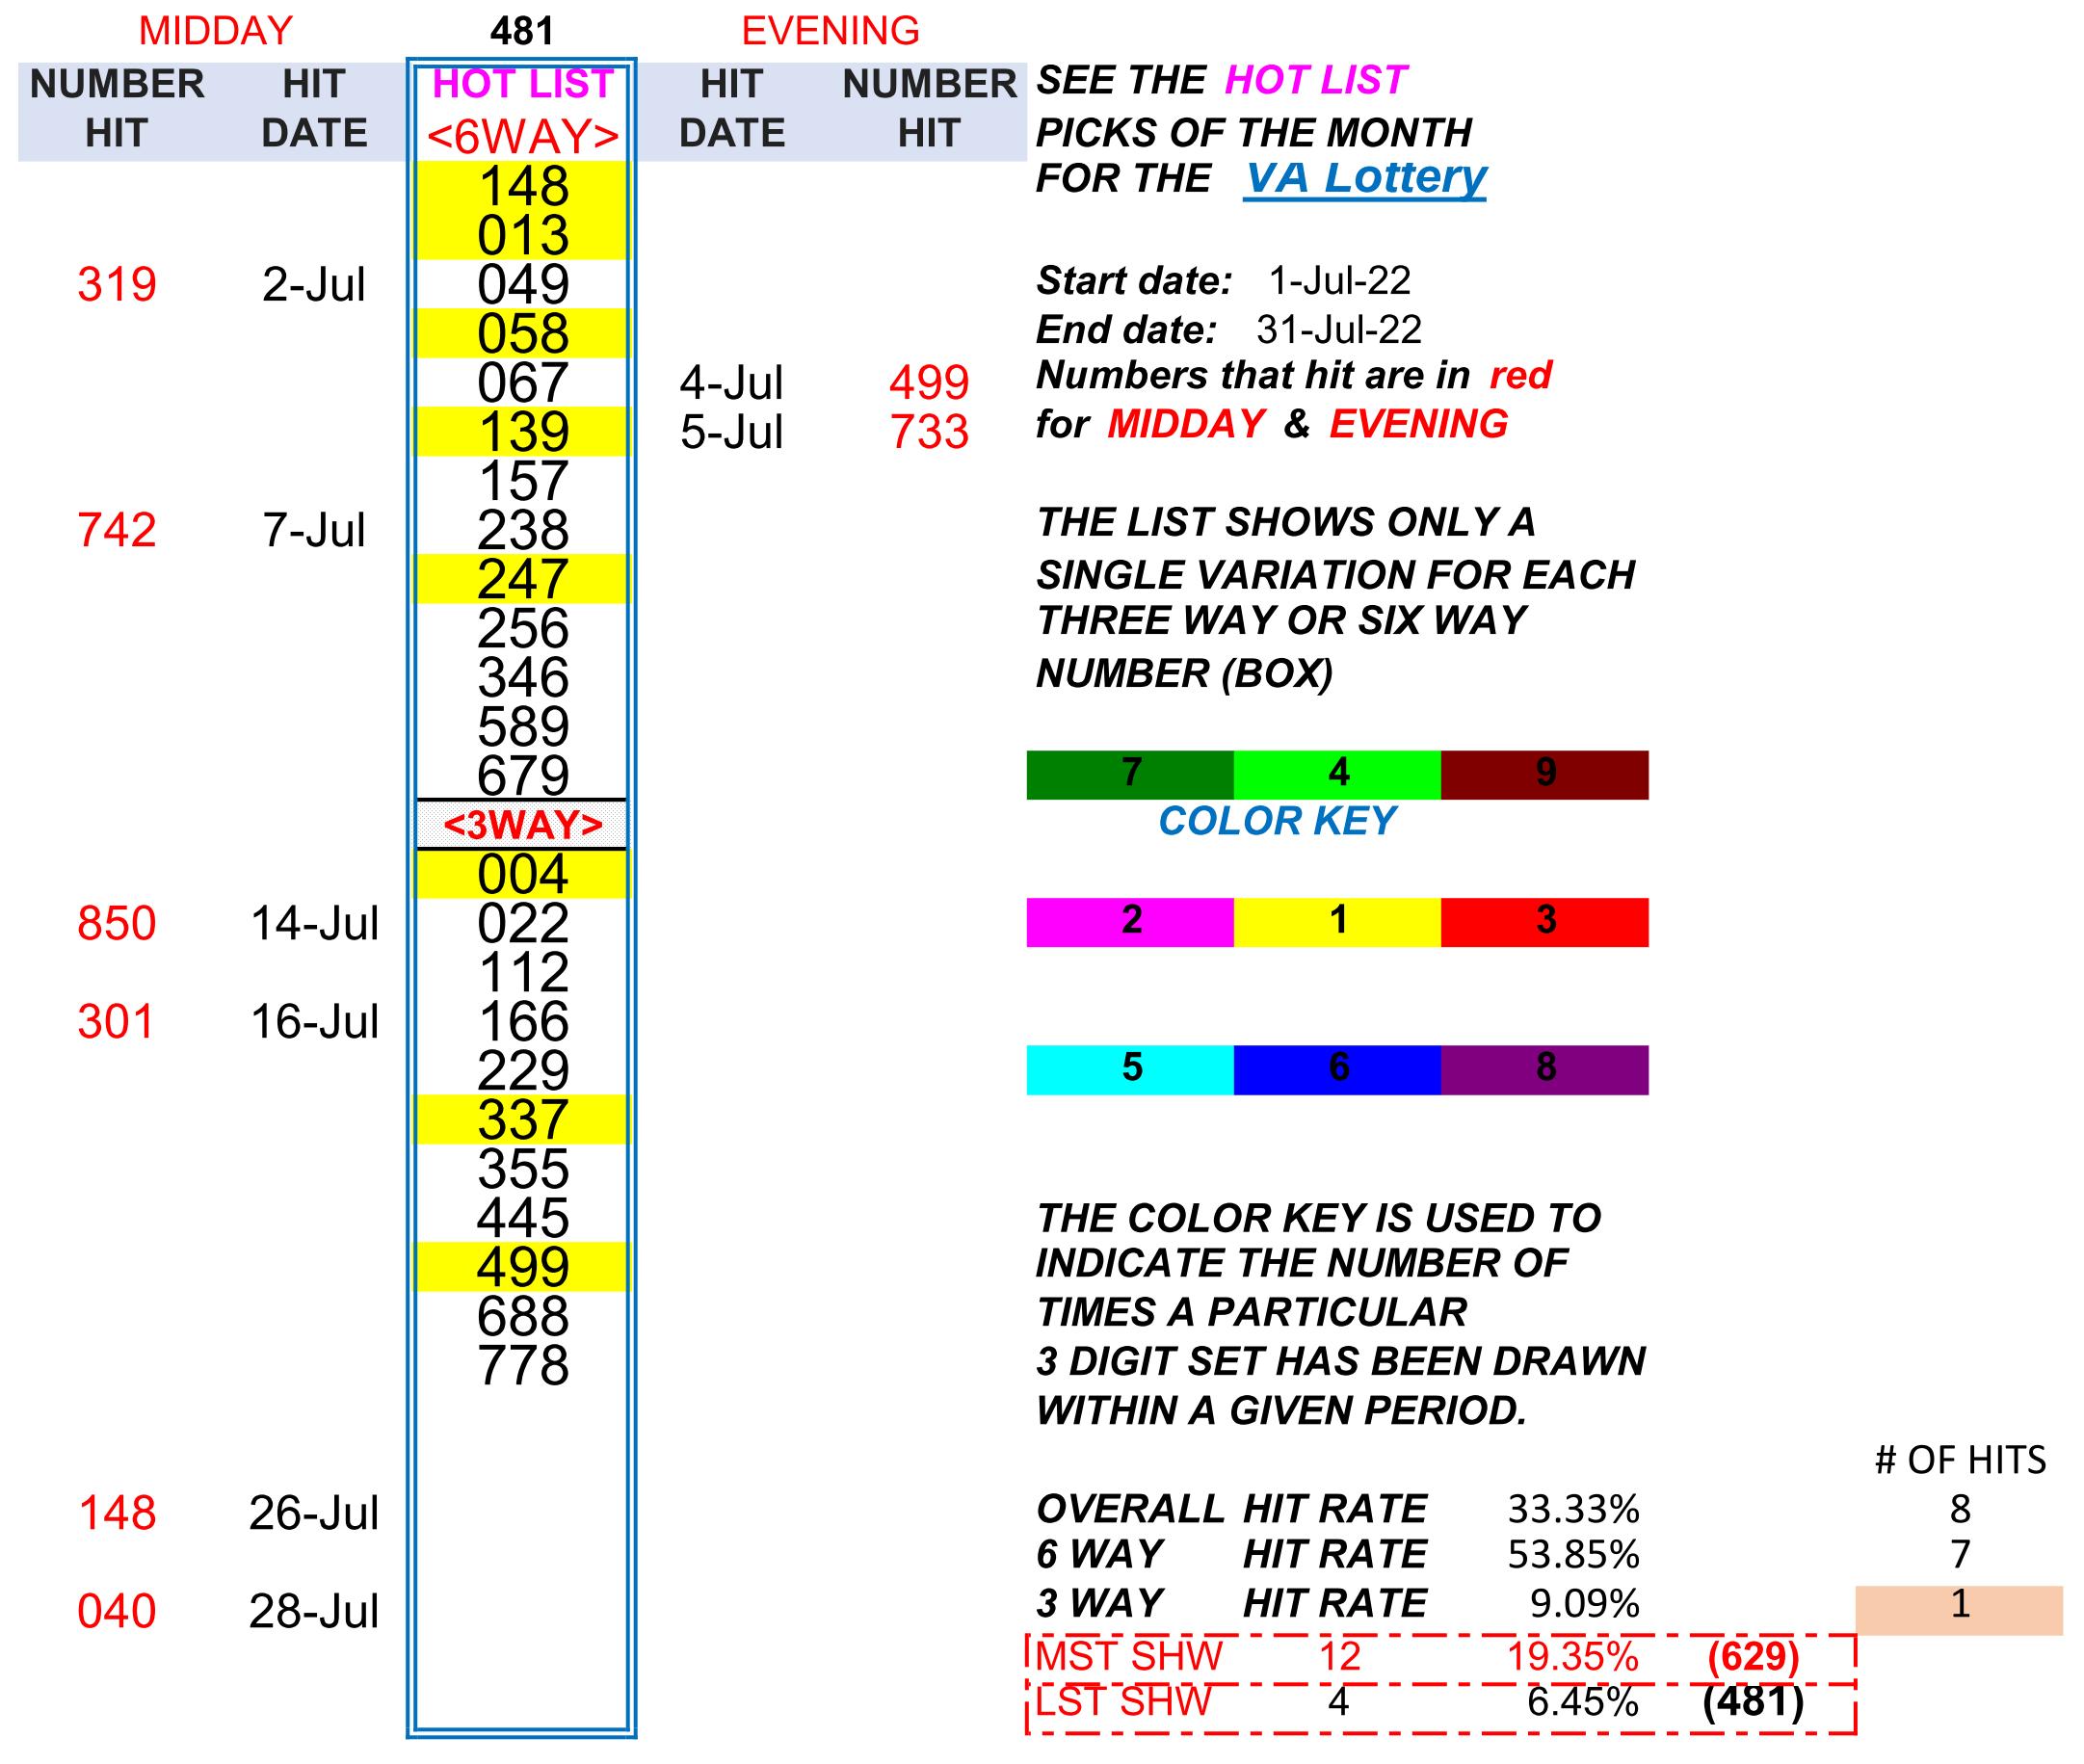 MIDDAY 481 EVENING
NUMBER HIT HOT LIST HIT NUMBER SEE THE HOT LIST
HIT DATE <6WAY> DATE HIT PICKS OF THE MONTH
148 FOR THE VA Lottery
013
319 2-Jul 049 Start date: 1-Jul-22
058 End date: 31-Jul-22
067 4-Jul 499 Numbers that hit are in red
139 5-Jul 733 for MIDDAY & EVENING
157
742 7-Jul 238 THE LIST SHOWS ONLY A
247 SINGLE VARIATION FOR EACH
256 THREE WAY OR SIX WAY
346 NUMBER (BOX)
589
679 7 4 9
<3WAY> COLOR KEY
004
850 14-Jul 022 2 1 3
112
301 16-Jul 166
229 5 6 8
337
355
445 THE COLOR KEY IS USED TO
499 INDICATE THE NUMBER OF
688 TIMES A PARTICULAR
778 3 DIGIT SET HAS BEEN DRAWN
WITHIN A GIVEN PERIOD.
# OF HITS
148 26-Jul OVERALL HIT RATE 33.33% 8
6 WAY HIT RATE 53.85% 7
040 28-Jul 3 WAY HIT RATE 9.09% 1
MST SHW 12 19.35% (629)
LST SHW 4 6.45% (481)